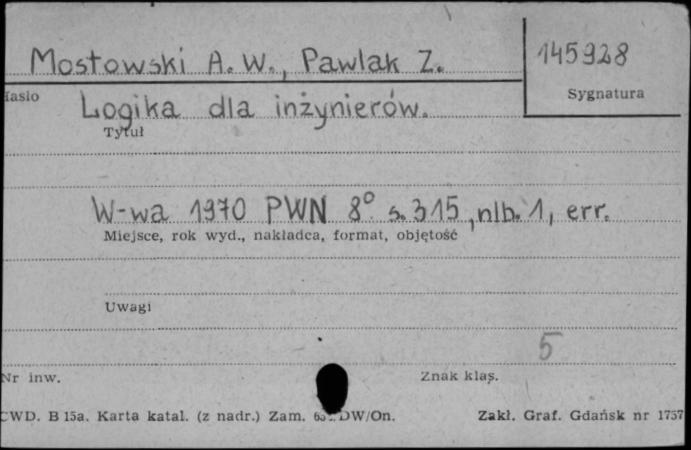 Mostowski A. W., Pawlak Z.
145928
Hasło
Sygnatura
Logika dla inżynierów.
Tytuł
W-wa 1970 PWN 8° s. 315, nlb. 1, err.
Miejsce, rok wyd., nakładca, format, objętość
Uwagi
5
Nr inw.
Znak klas.
CWD. B 15a. Karta katal. (z nadr.) Zam. DW/On.
Zakł. Graf. Gdańsk nr 1757